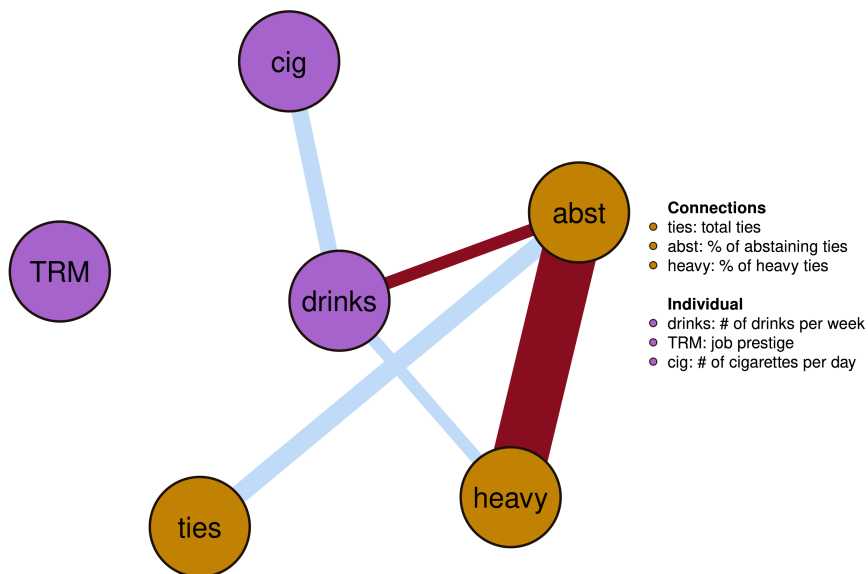 cig
abst
TRM
drinks
heavy
ties
Connections
ties: total ties
abst: % of abstaining ties
heavy: % of heavy ties
Individual
drinks: # of drinks per week
TRM: job prestige
cig: # of cigarettes per day